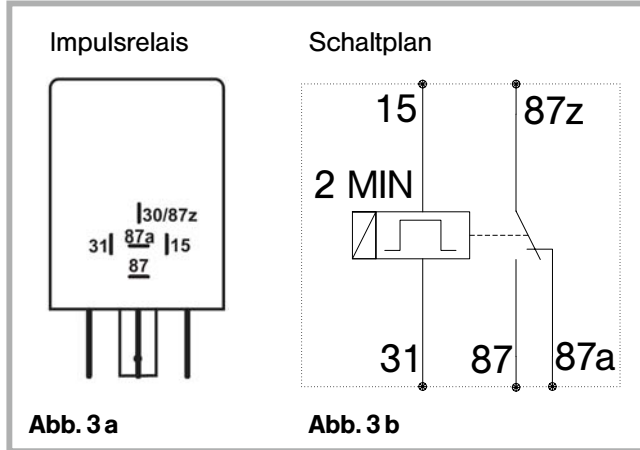 Impulsrelais
Schaltplan
30/87z
31 87a 15
87
Abb. 3 a
15 87z
2 MIN
31 87 87a
Abb. 3 b